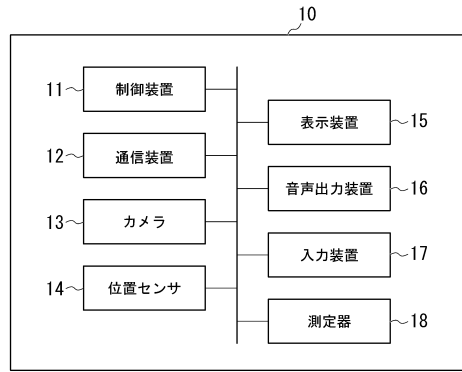 10
11 制御装置
12 通信装置
13 カメラ
14 位置センサ
表示装置 15
音声出力装置 16
入力装置 17
測定器 18